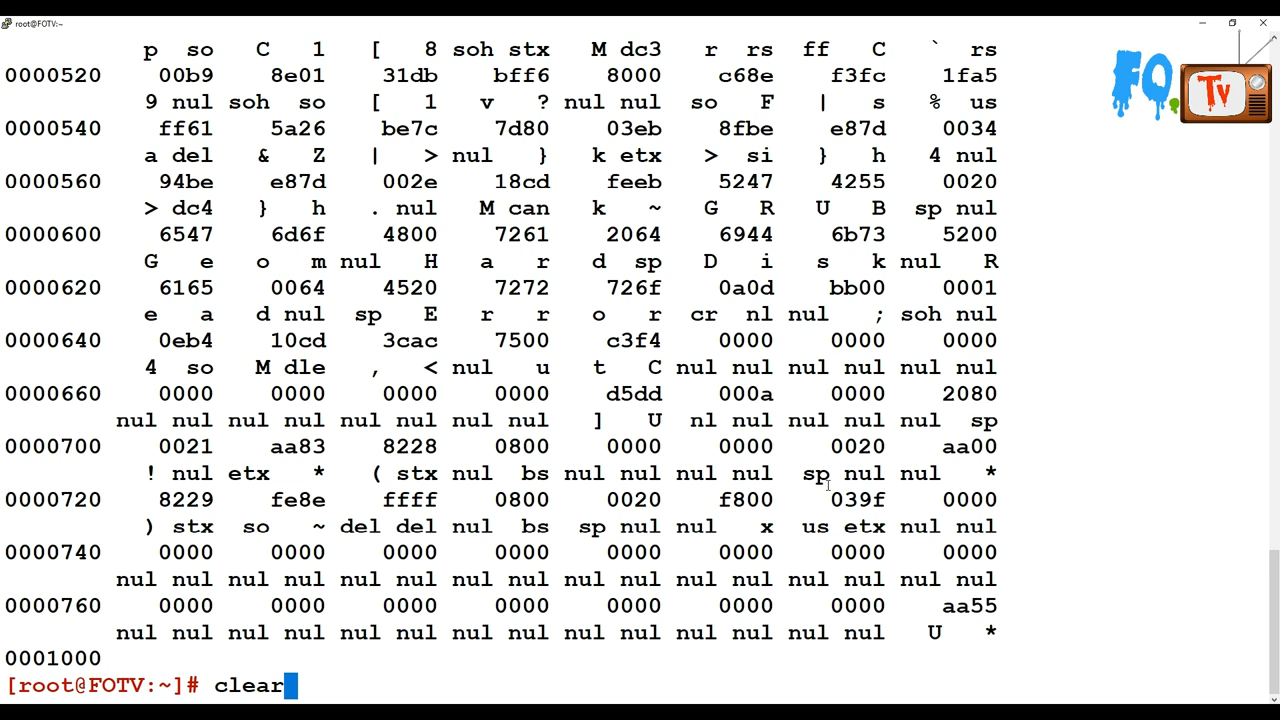 root@FOTV:~
FO
Tv
p so C 1 [ 8 soh stx M dc3 r rs ff C ` rs
0000520 00b9 8e01 31db bff6 8000 c68e f3fc 1fa5
9 nul soh so [ 1 v ? nul nul so F | s % us
0000540 ff61 5a26 be7c 7d80 03eb 8fbe e87d 0034
a del & Z | > nul } k etx > si } h 4 nul
0000560 94be e87d 002e 18cd feeb 5247 4255 0020
> dc4 } h . nul M can k ~ G R U B sp nul
0000600 6547 6d6f 4800 7261 2064 6944 6b73 5200
G e o m nul H a r d sp D i s k nul R
0000620 6165 0064 4520 7272 726f 0a0d bb00 0001
e a d nul sp E r r o r cr nl nul ; soh nul
0000640 0eb4 10cd 3cac 7500 c3f4 0000 0000 0000
4 so M dle , < nul u t C nul nul nul nul nul nul
0000660 0000 0000 0000 0000 d5dd 000a 0000 2080
nul nul nul nul nul nul nul nul ] U nl nul nul nul nul sp
0000700 0021 aa83 8228 0800 0000 0000 0020 aa00
! nul etx * ( stx nul bs nul nul nul nul sp nul nul *
0000720 8229 fe8e ffff 0800 0020 f800 039f 0000
) stx so ~ del del nul bs sp nul nul x us etx nul nul
0000740 0000 0000 0000 0000 0000 0000 0000 0000
nul nul nul nul nul nul nul nul nul nul nul nul nul nul nul nul
0000760 0000 0000 0000 0000 0000 0000 0000 aa55
nul nul nul nul nul nul nul nul nul nul nul nul nul nul U *
0001000
[root@FOTV:~]# clear